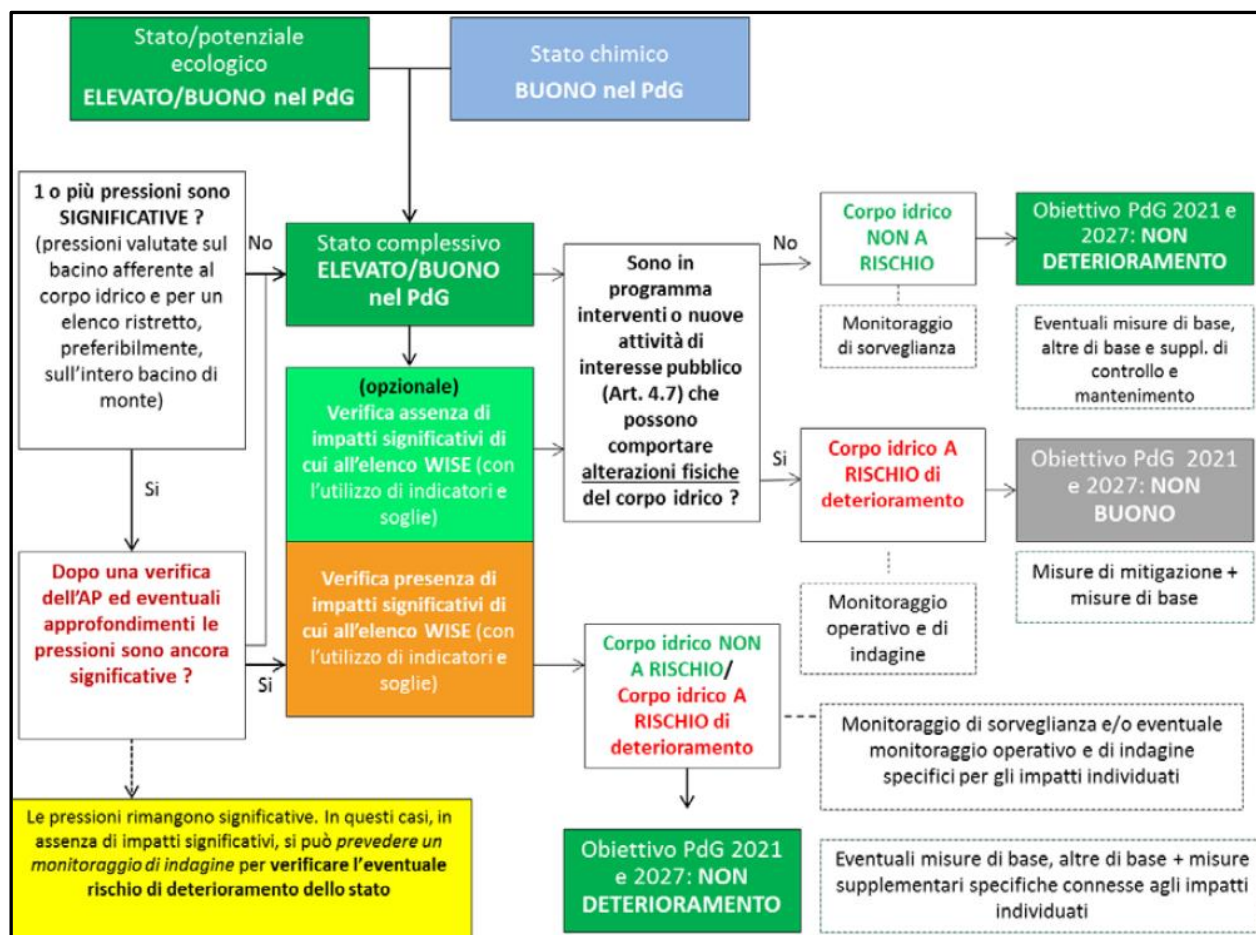 Stato/potenziale
ecologico
ELEVATO/BUONO nel PdG
Stato chimico
BUONO nel PdG
1 o più pressioni sono
SIGNIFICATIVE ?
(pressioni valutate sul
bacino afferente al
corpo idrico e per un
elenco ristretto,
preferibilmente,
sull'intero bacino di
monte)
No
Stato complessivo
ELEVATO/BUONO
nel PdG
Sono in
programma
interventi o nuove
attività di
interesse pubblico
(Art. 4.7) che
possono
comportare
alterazioni fisiche
del corpo idrico ?
No
Corpo idrico
NON A
RISCHIO
Obiettivo PdG 2021 e
2027: NON
DETERIORAMENTO
Monitoraggio
di sorveglianza
Eventuali misure di base,
altre di base e suppl. di
controllo e
mantenimento
(opzionale)
Verifica assenza di
impatti significativi di
cui all'elenco WISE (con
l'utilizzo di indicatori e
soglie)
Si
Corpo idrico A
RISCHIO di
deterioramento
Obiettivo PdG 2021
e 2027: NON
BUONO
Monitoraggio
operativo e di
indagine
Misure di mitigazione +
misure di base
Si
Dopo una verifica
dell'AP ed eventuali
approfondimenti le
pressioni sono ancora
significative ?
Si
Verifica presenza di
impatti significativi di
cui all'elenco WISE (con
l'utilizzo di indicatori e
soglie)
Corpo idrico NON
A RISCHIO/
Corpo idrico A
RISCHIO di
deterioramento
Monitoraggio di sorveglianza e/o eventuale
monitoraggio operativo e di indagine
specifici per gli impatti individuati
Le pressioni rimangono significative. In questi casi, in
assenza di impatti significativi, si può prevedere un
monitoraggio di indagine per verificare l'eventuale
rischio di deterioramento dello stato
Obiettivo PdG 2021
e 2027: NON
DETERIORAMENTO
Eventuali misure di base, altre di base + misure
supplementari specifiche connesse agli impatti
individuati